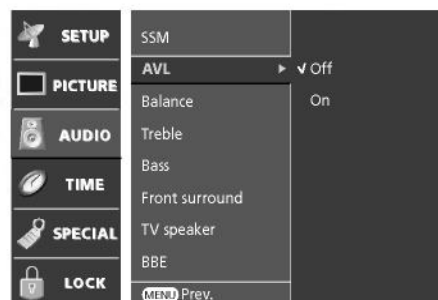 SETUP
PICTURE
AUDIO
TIME
SPECIAL
LOCK
SSM
AVL
Balance
Treble
Bass
Front surround
TV speaker
BBE
MENU Prev.
Off
On